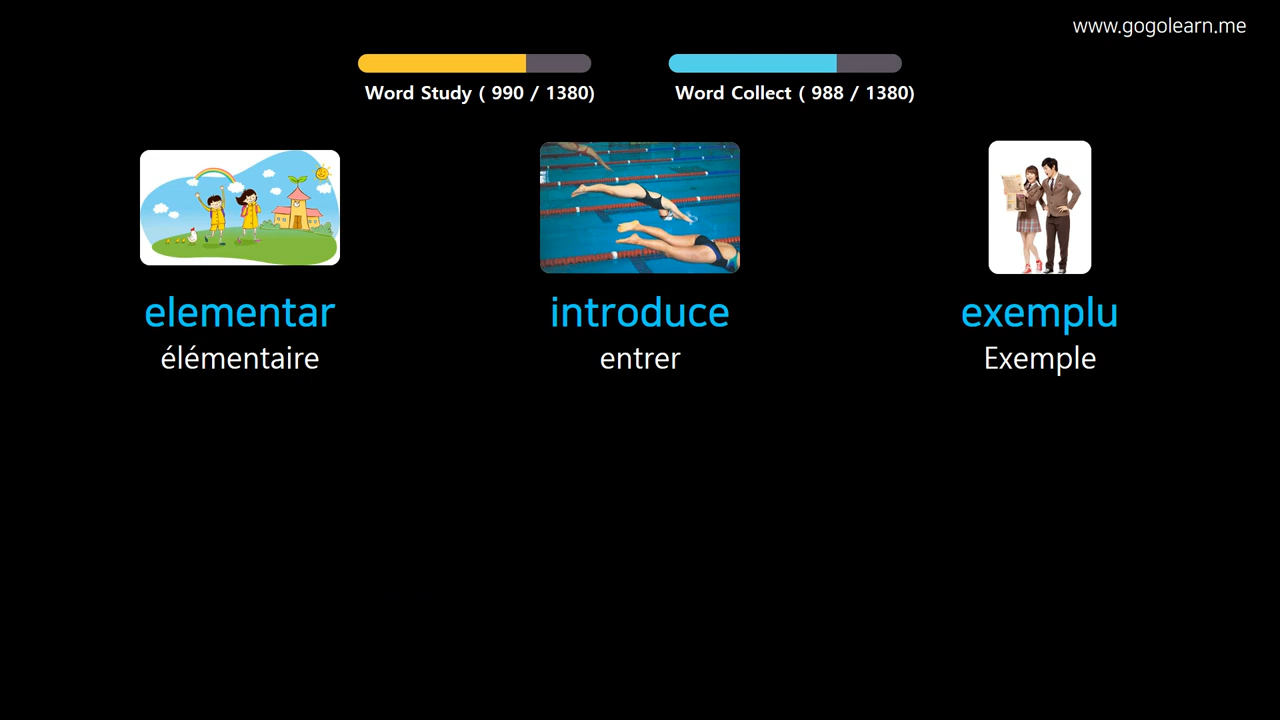 www.gogolearn.me
Word Study ( 990 / 1380)
Word Collect ( 988 / 1380)
elementar
élémentaire
introduce
entrer
exemplu
Exemple